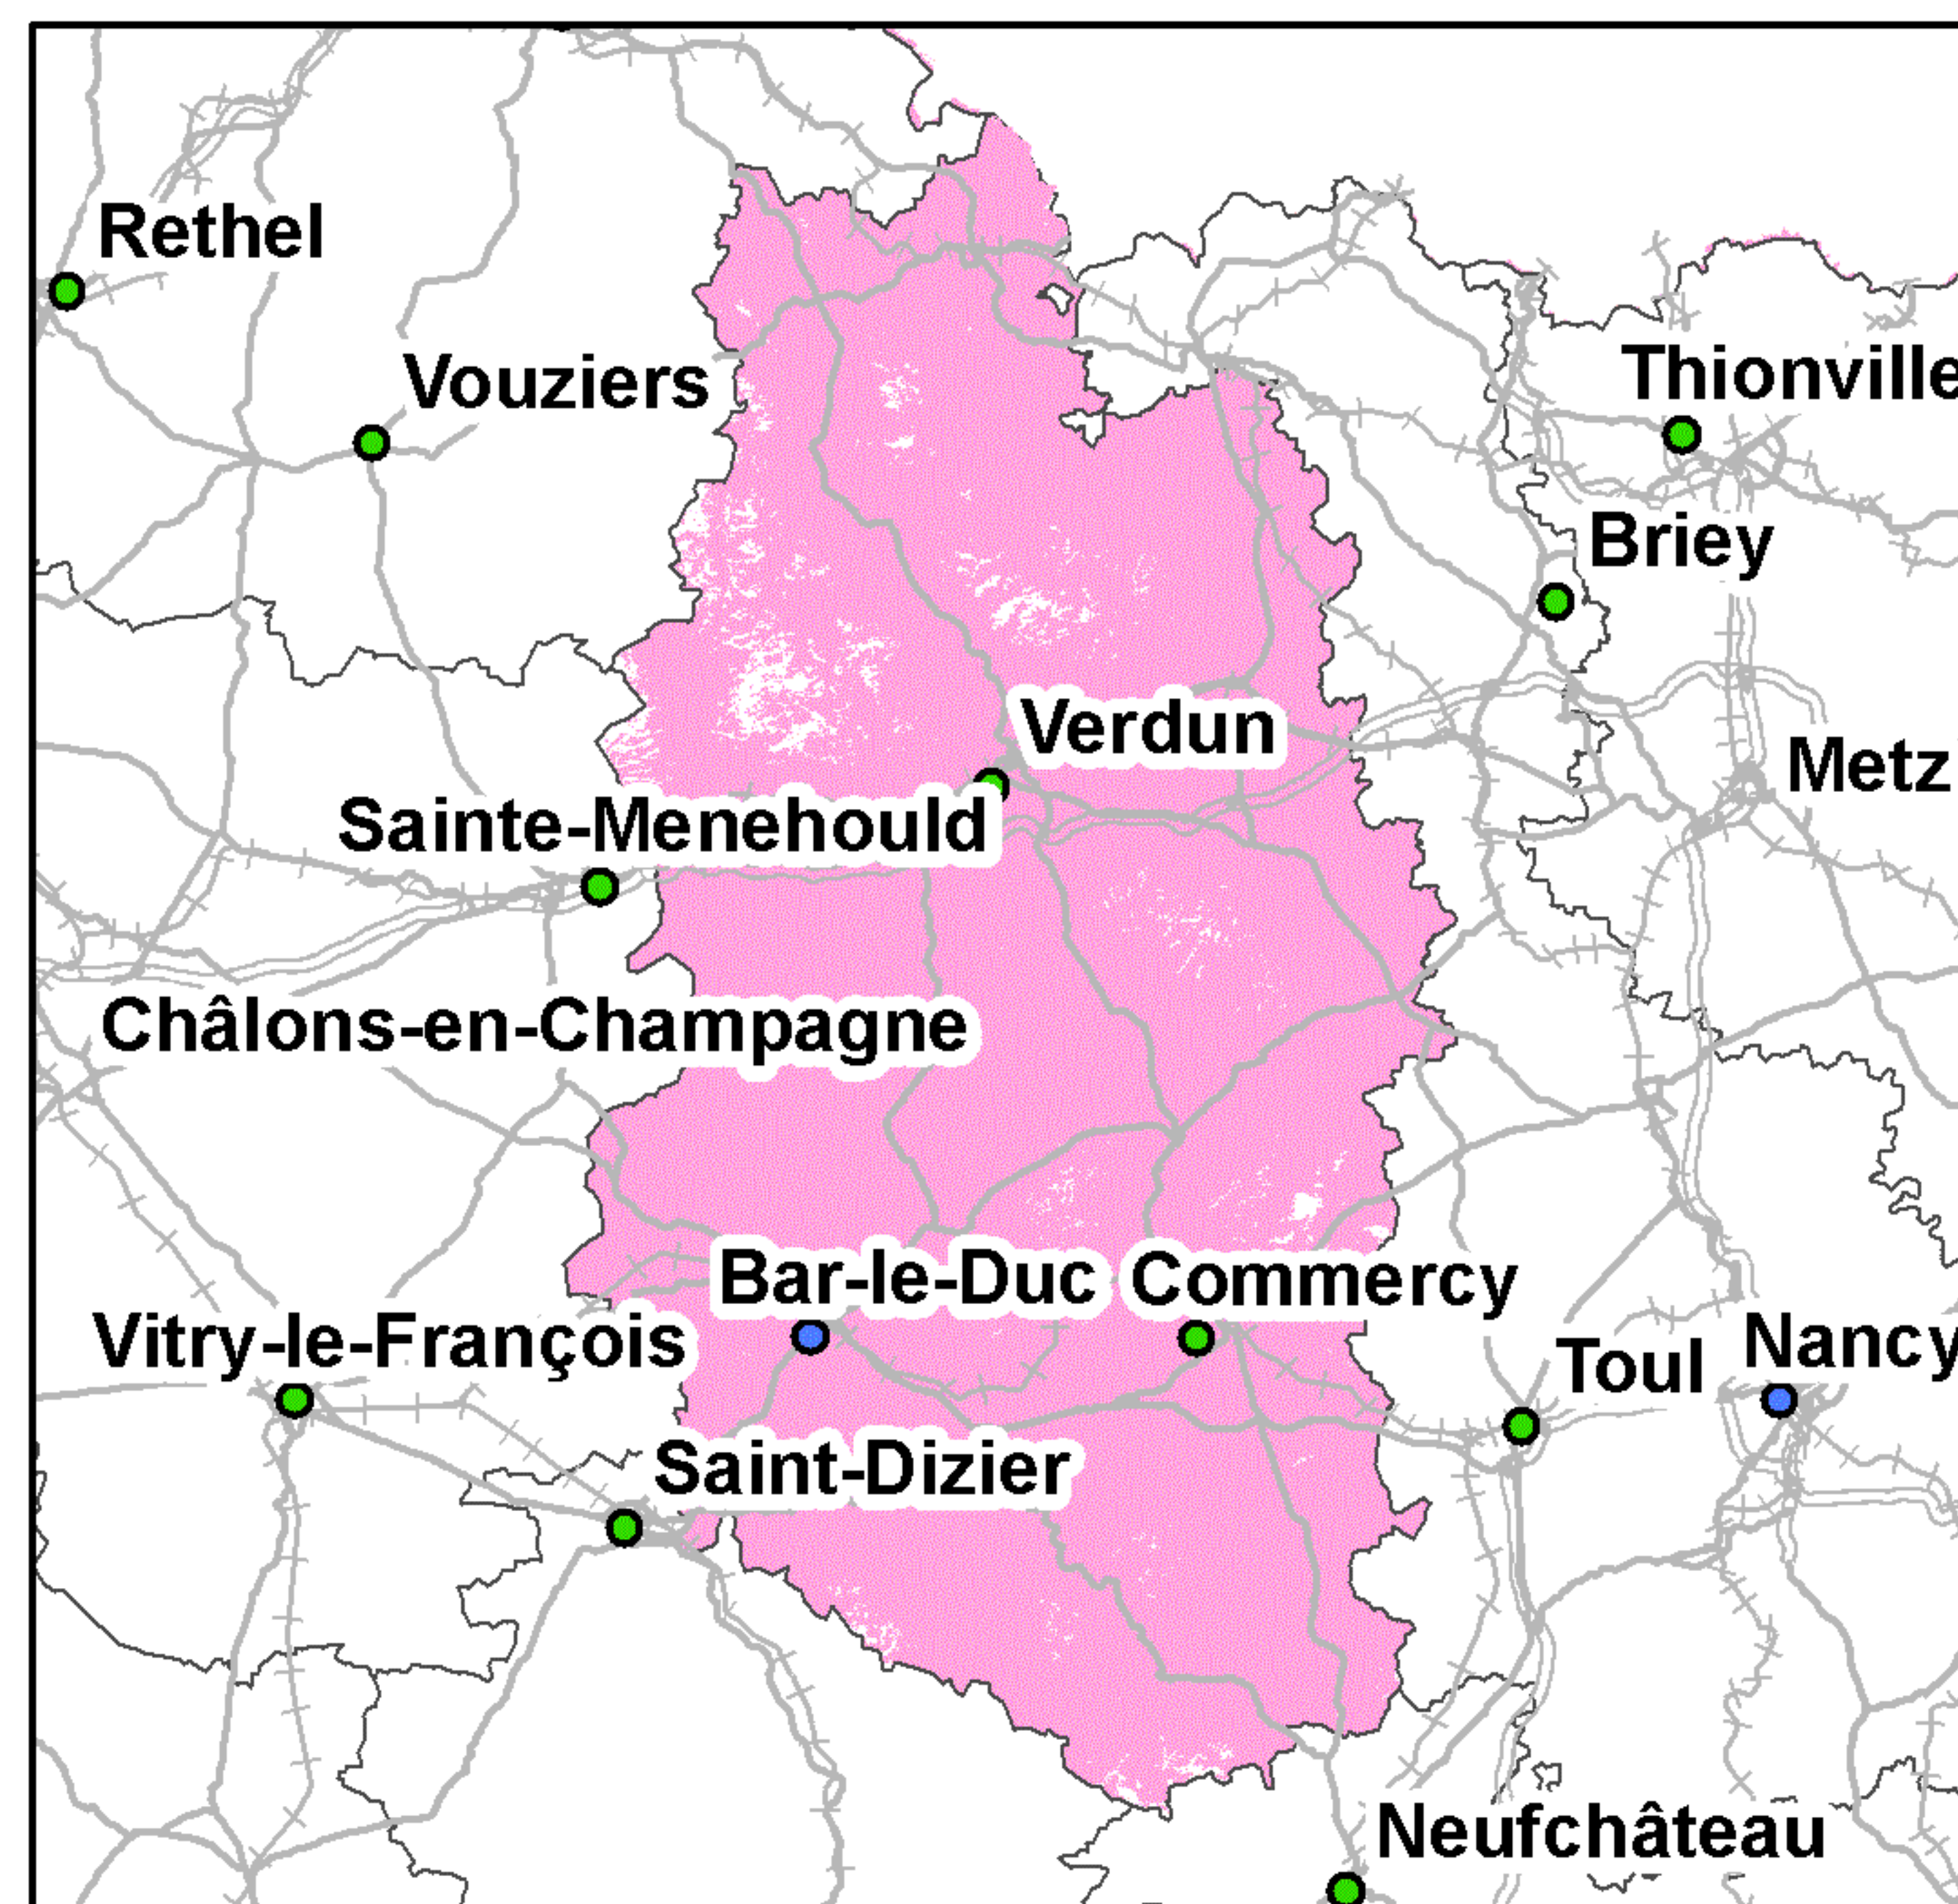 Rethel
Vouziers
Thionville
Briey
Verdun
Metz
Sainte-Menehould
Châlons-en-Champagne
Bar-le-Duc
Commercy
Vitry-le-François
Toul
Nancy
Saint-Dizier
Neufchâteau